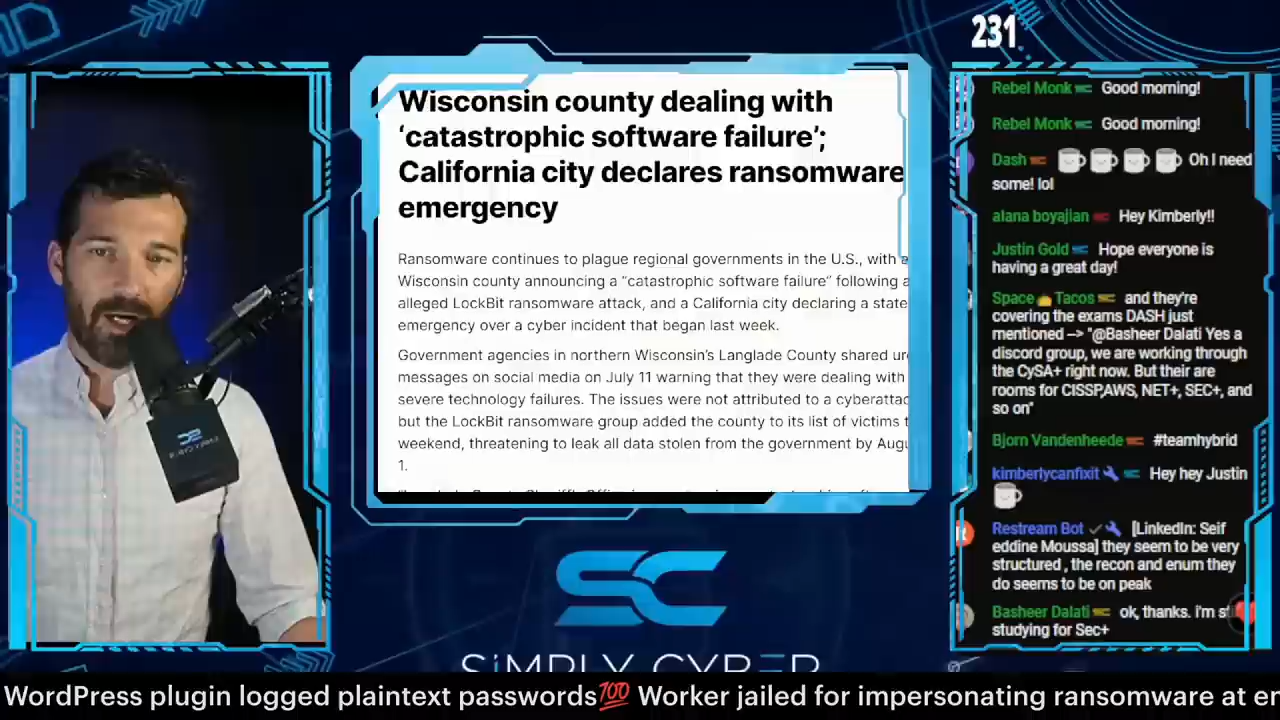 231
Wisconsin county dealing with
‘catastrophic software failure’;
California city declares ransomware
emergency
Ransomware continues to plague regional governments in the U.S., with
Wisconsin county announcing a “catastrophic software failure” following a
alleged LockBit ransomware attack, and a California city declaring a state
emergency over a cyber incident that began last week.
Government agencies in northern Wisconsin’s Langlade County shared
messages on social media on July 11 warning that they were dealing with
severe technology failures. The issues were not attributed to a
but the LockBit ransomware group added the county to its list of victims
weekend, threatening to leak all data stolen from the government by
1.
Rebel Monk Good morning!
Rebel Monk Good morning!
Dash Oh I need
some! lol
alana boyajian Hey Kimberly!!
Justin Gold Hope everyone is
having a great day!
Space Tacos and they're
covering the exams DASH just
mentioned --> "@Basheer Dalati Yes a
discord group, we are working through
the CySA+ right now. But their are
rooms for CISSP,AWS, NET+, SEC+, and
so on"
Bjorn Vandenheede #teamhybrid
kimberlycanfixit Hey hey Justin
Restream Bot [LinkedIn: Seif
eddine Moussa] they seem to be very
structured , the recon and enum they
do seems to be on peak
Basheer Dalati ok, thanks. i'm
studying for Sec+
SC
SIMPLY CYBER
WordPress plugin logged plaintext passwords💯 Worker jailed for impersonating ransomware at